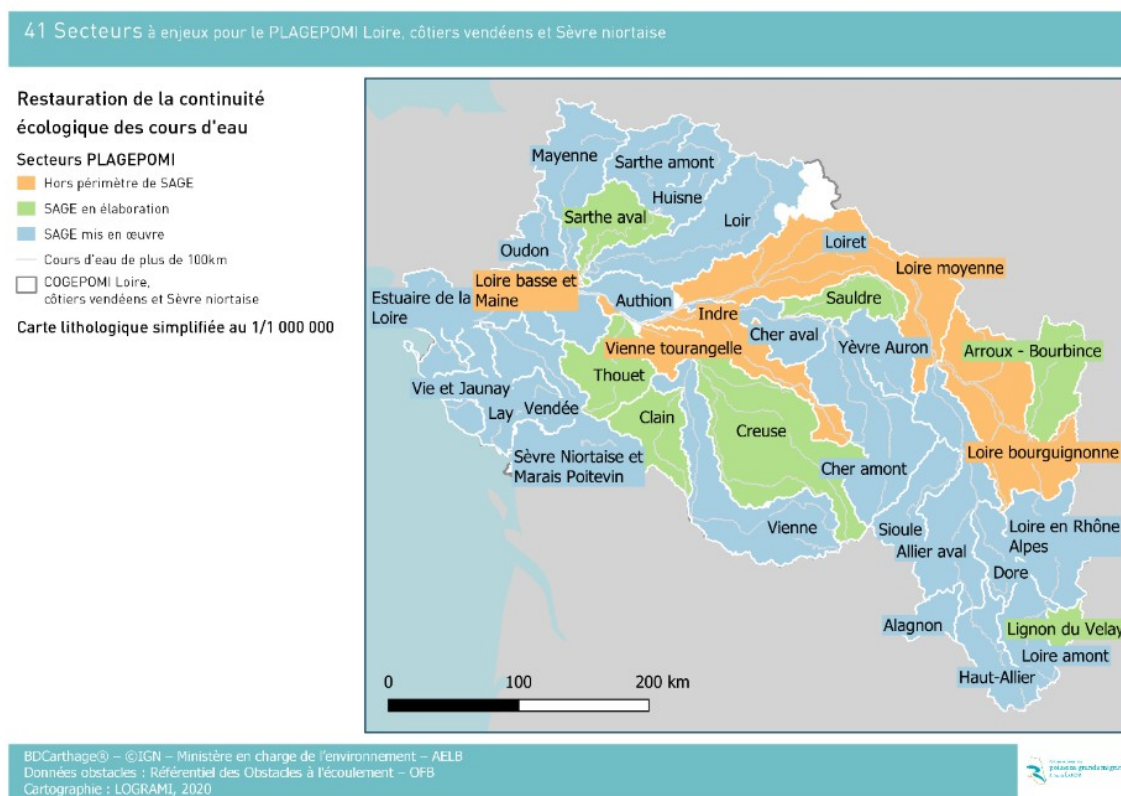 41 Secteurs à enjeux pour le PLAGEPOMI Loire, côtiers vendéens et Sèvre niortaise
Restauration de la continuité
écologique des cours d'eau
Secteurs PLAGEPOMI
Hors périmètre de SAGE
SAGE en élaboration
SAGE mis en œuvre
Cours d'eau de plus de 100km
COGEPOMI Loire,
côtiers vendéens et Sèvre niortaise
Carte lithologique simplifiée au 1/1 000 000
Mayenne
Sarthe amont
Huisne
Sarthe aval
Loir
Oudon
Loiret
Loire moyenne
Loire basse et
Maine
Estuaire de la
Loire
Authion
Indre
Sauldre
Cher aval
Vienne tourangelle
Yèvre Auron
Arroux - Bourbince
Thouet
Vie et Jaunay
Lay
Vendée
Clain
Creuse
Loire bourguignonne
Sèvre Niortaise et
Marais Poitevin
Cher amont
Vienne
Sioule
Allier aval
Loire en Rhône
Alpes
Dore
Alagnon
Lignon du Velay
Loire amont
Haut-Allier
0 100 200 km
BDCarthage® – ©IGN – Ministère en charge de l'environnement – AELB
Données obstacles : Référentiel des Obstacles à l'écoulement – OFB
Cartographie : LOGRAMI, 2020